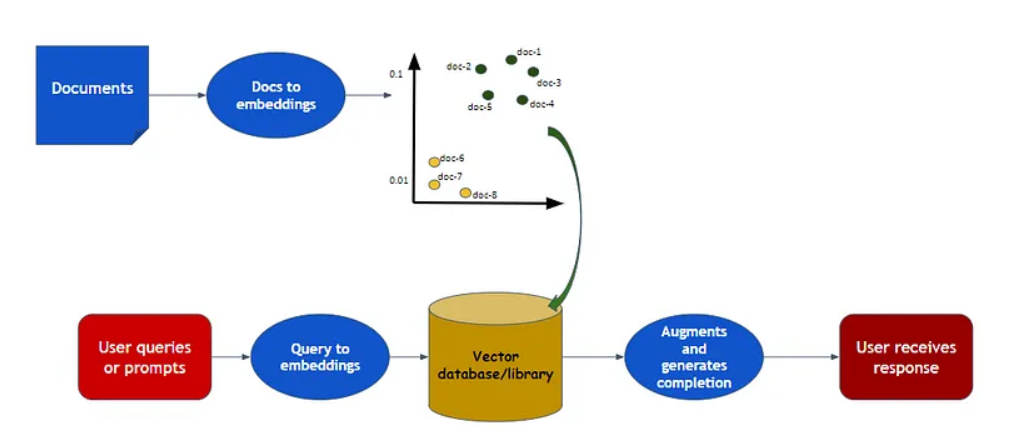 Documents
Docs to
embeddings
0.1
0.01
doc-1
doc-2
doc-3
doc-5
doc-4
doc-6
doc-7
doc-8
User queries
or prompts
Query to
embeddings
Vector
database/library
Augments
and
generates
completion
User receives
response